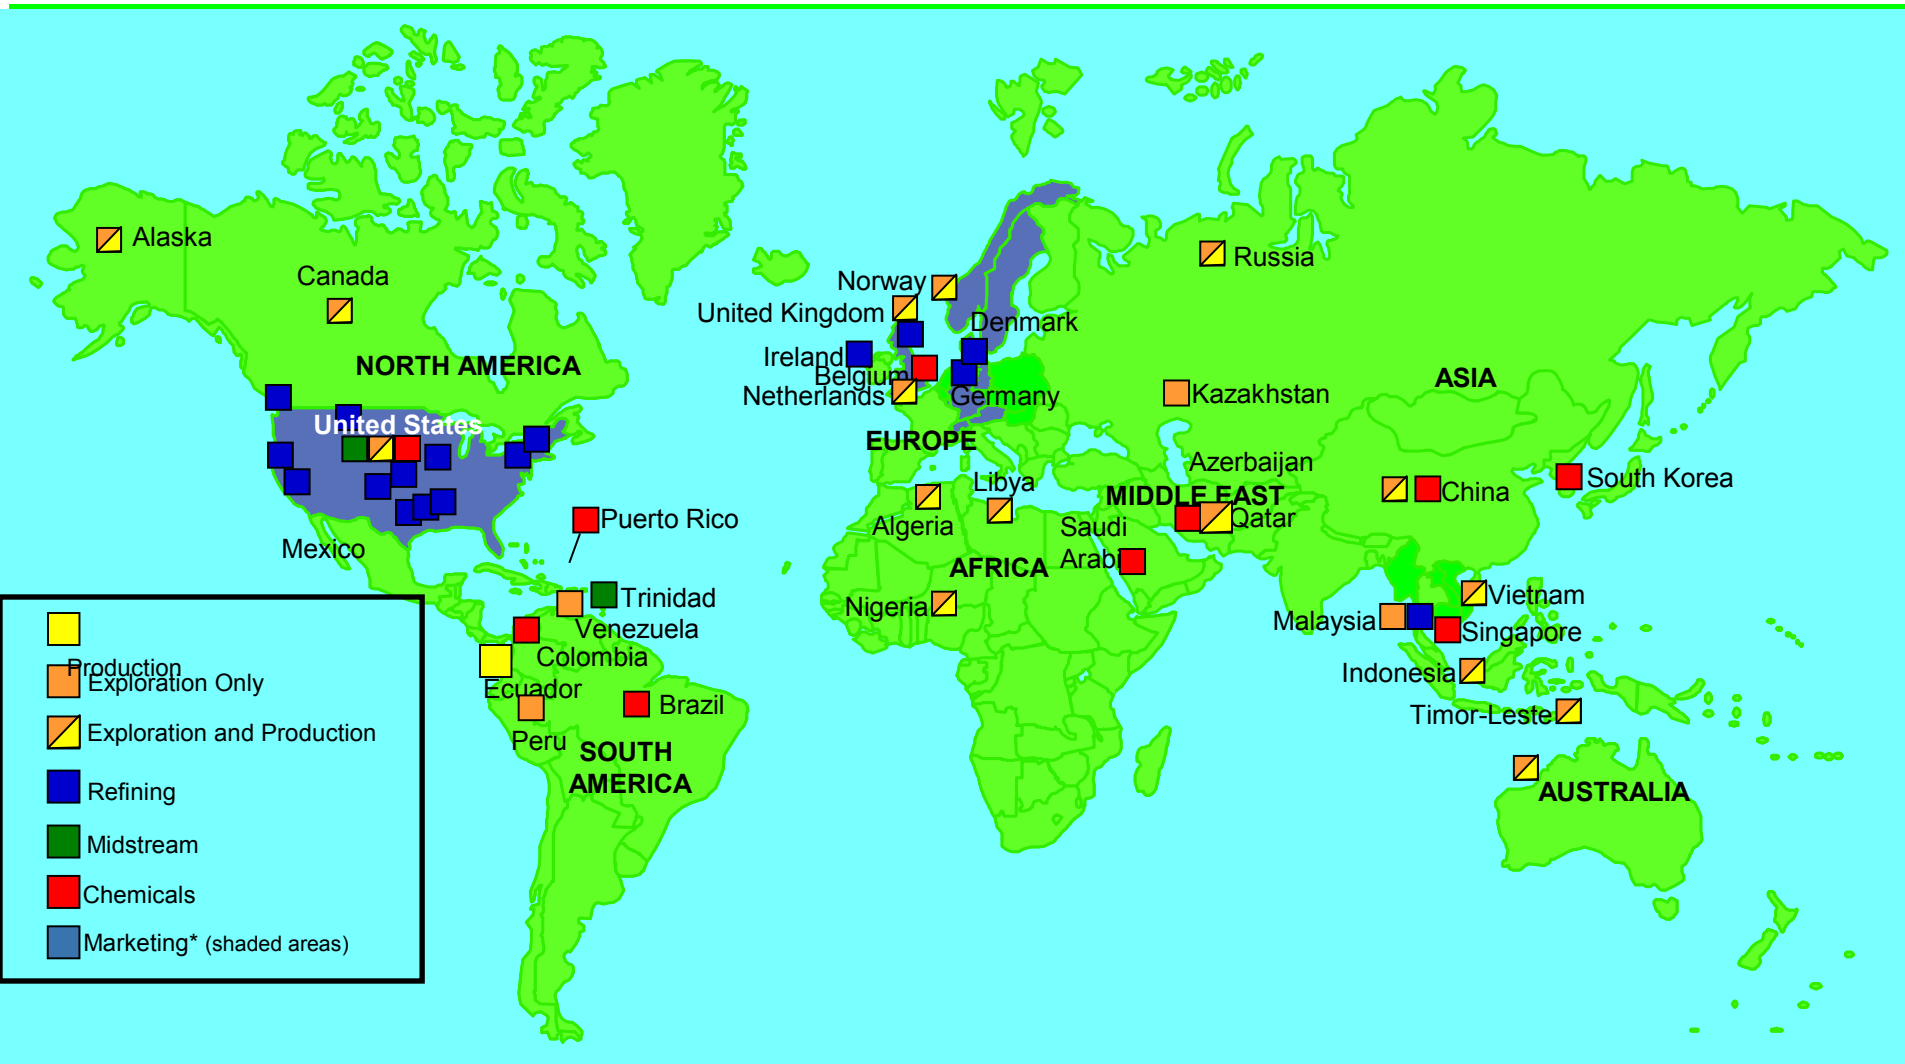 Alaska
Canada
NORTH AMERICA
United States
Mexico
Puerto Rico
Trinidad
Venezuela
Colombia
Ecuador
Peru
Brazil
SOUTH
AMERICA
Norway
United Kingdom
Denmark
Ireland
Belgium
Netherlands
Germany
EUROPE
Russia
Kazakhstan
ASIA
Azerbaijan
MIDDLE EAST
Qatar
Saudi
Arabi
Libya
Algeria
AFRICA
Nigeria
China
South Korea
Vietnam
Malaysia
Singapore
Indonesia
Timor-Leste
AUSTRALIA
Production
Exploration Only
Exploration and Production
Refining
Midstream
Chemicals
Marketing* (shaded areas)